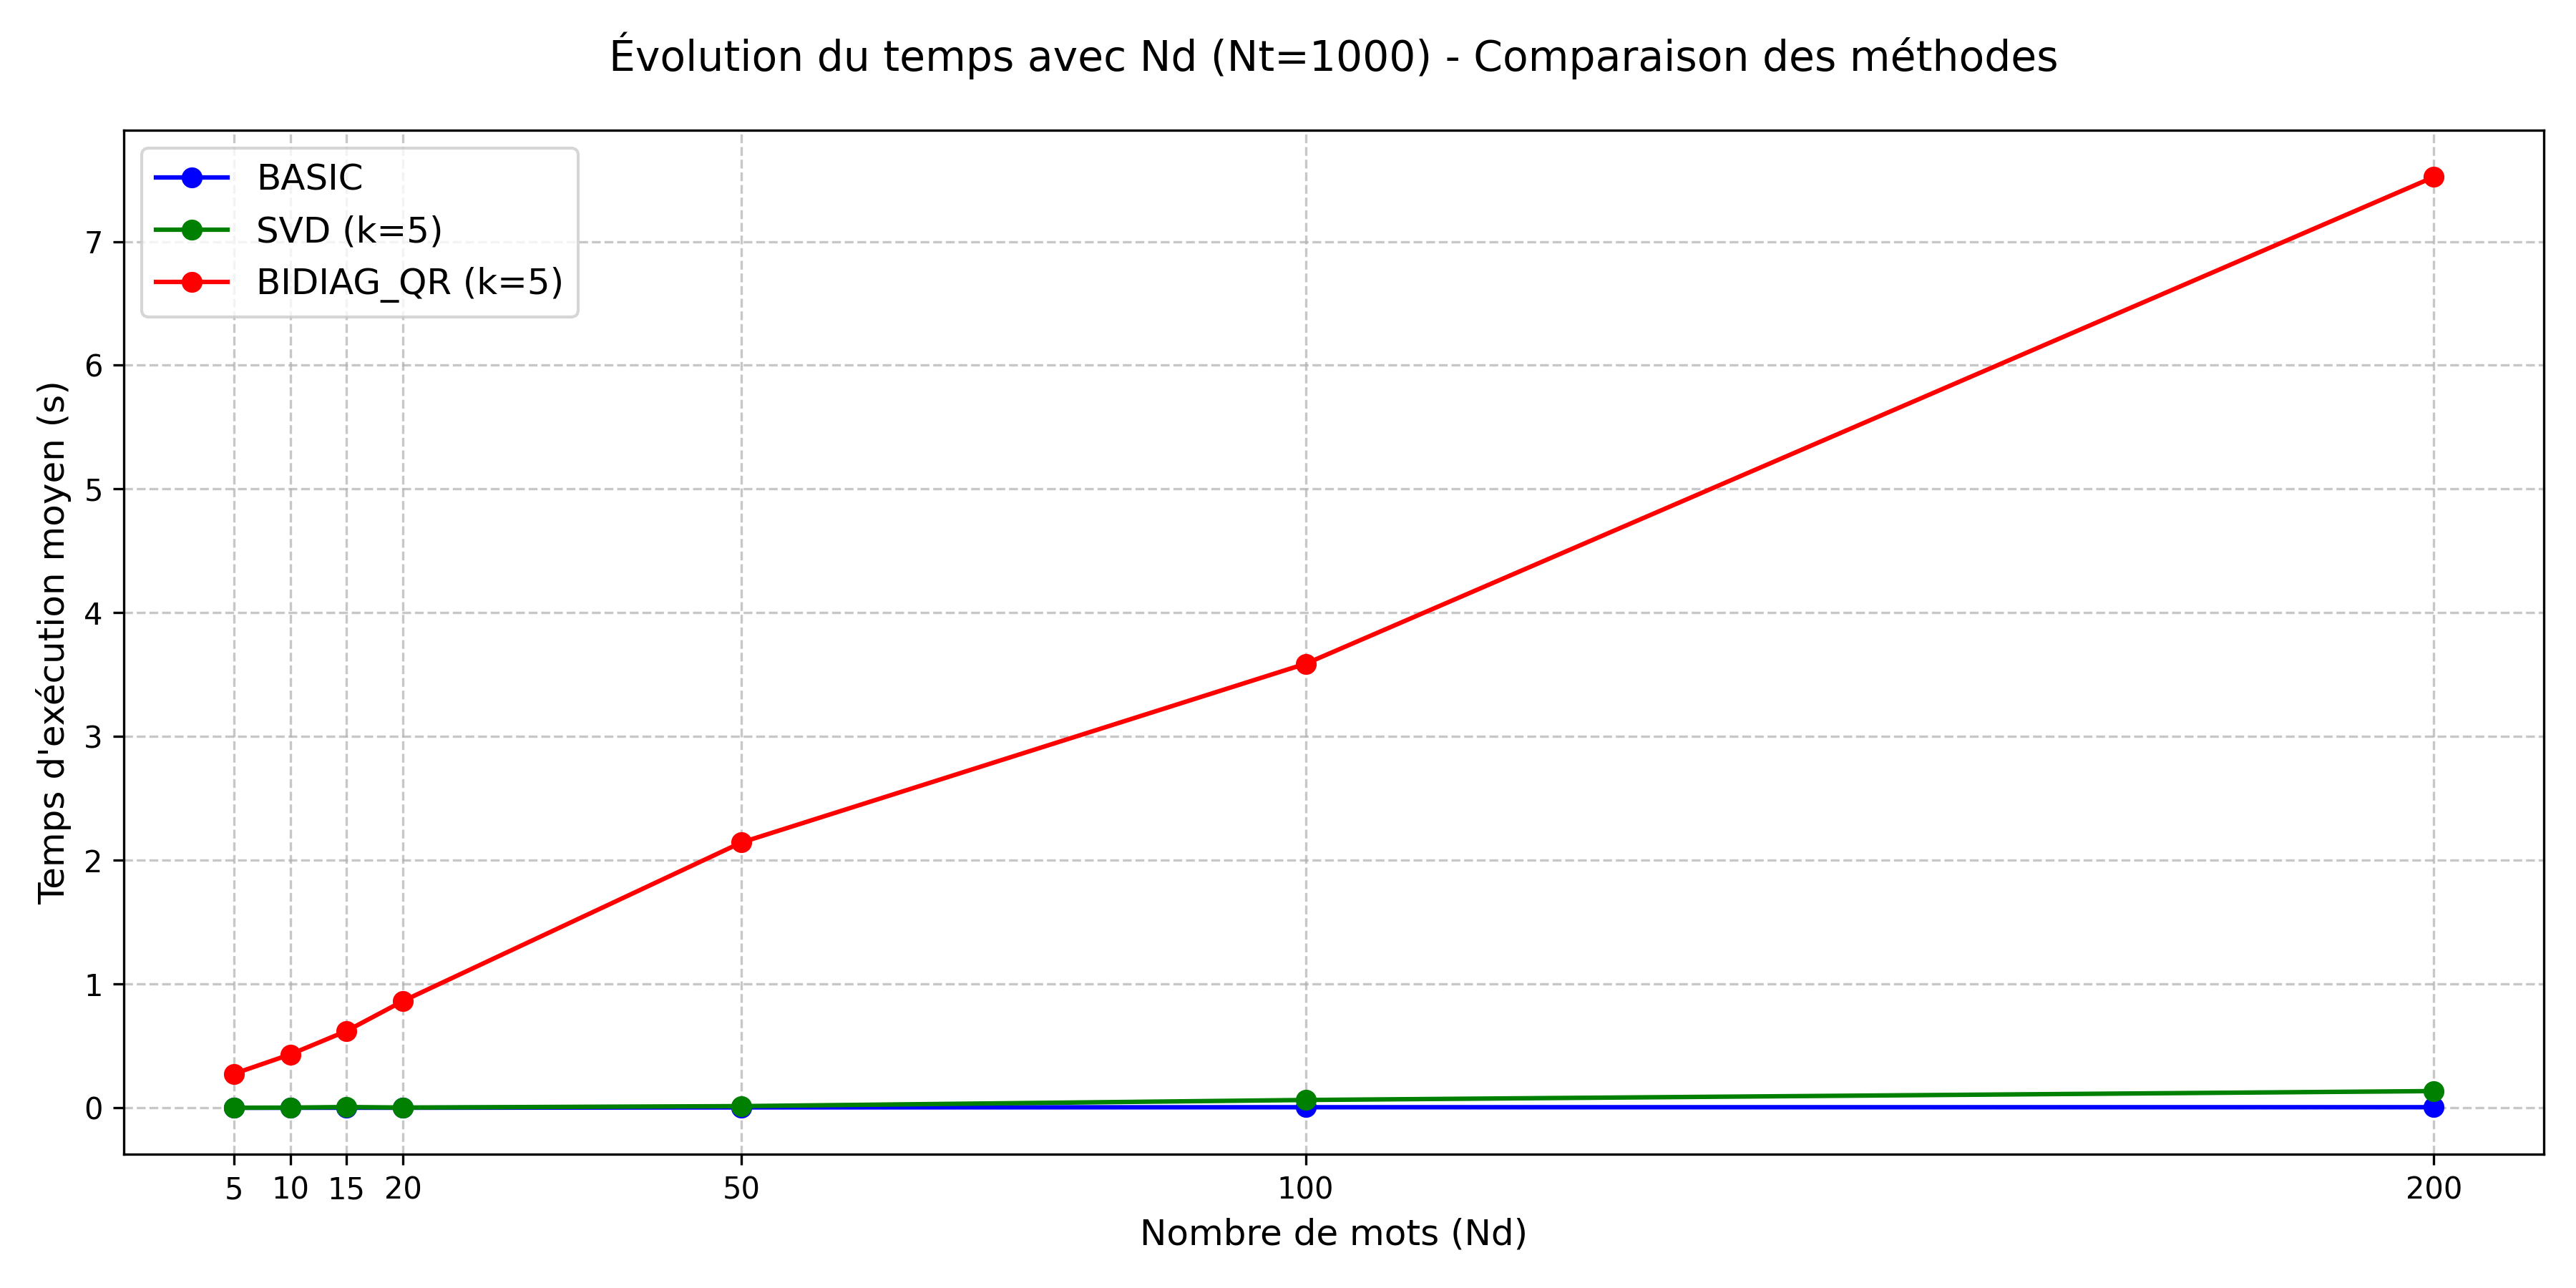 Évolution du temps avec Nd (Nt=1000) - Comparaison des méthodes
BASIC
SVD (k=5)
BIDIAG_QR (k=5)
Temps d'exécution moyen (s)
7
6
5
4
3
2
1
0
5 10 15 20 50 100 200
Nombre de mots (Nd)